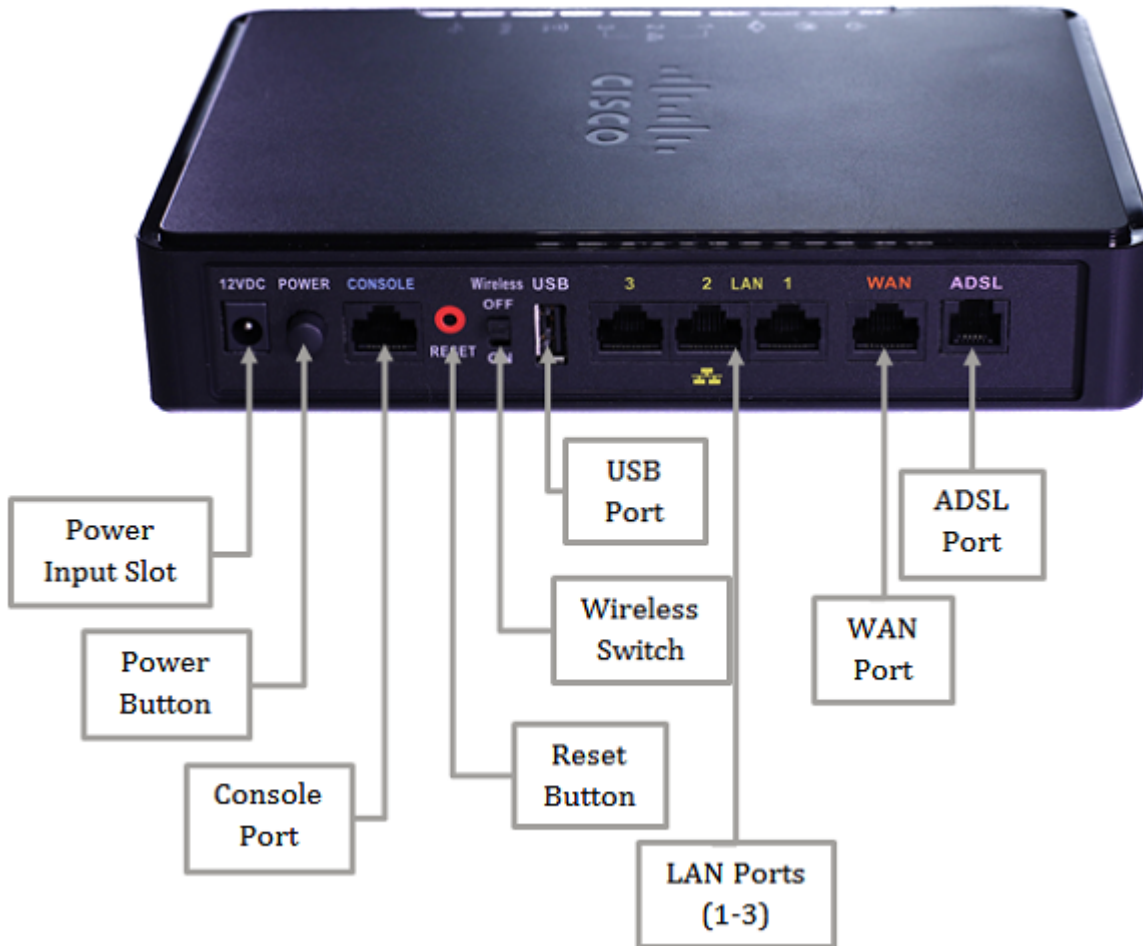 CISCO
12VDC POWER CONSOLE Wireless USB 3 2 LAN 1 WAN ADSL
OFF
RESET
ON
USB
Port
ADSL
Port
Power
Input Slot
Wireless
Switch
WAN
Port
Power
Button
Reset
Button
Console
Port
LAN Ports
(1-3)